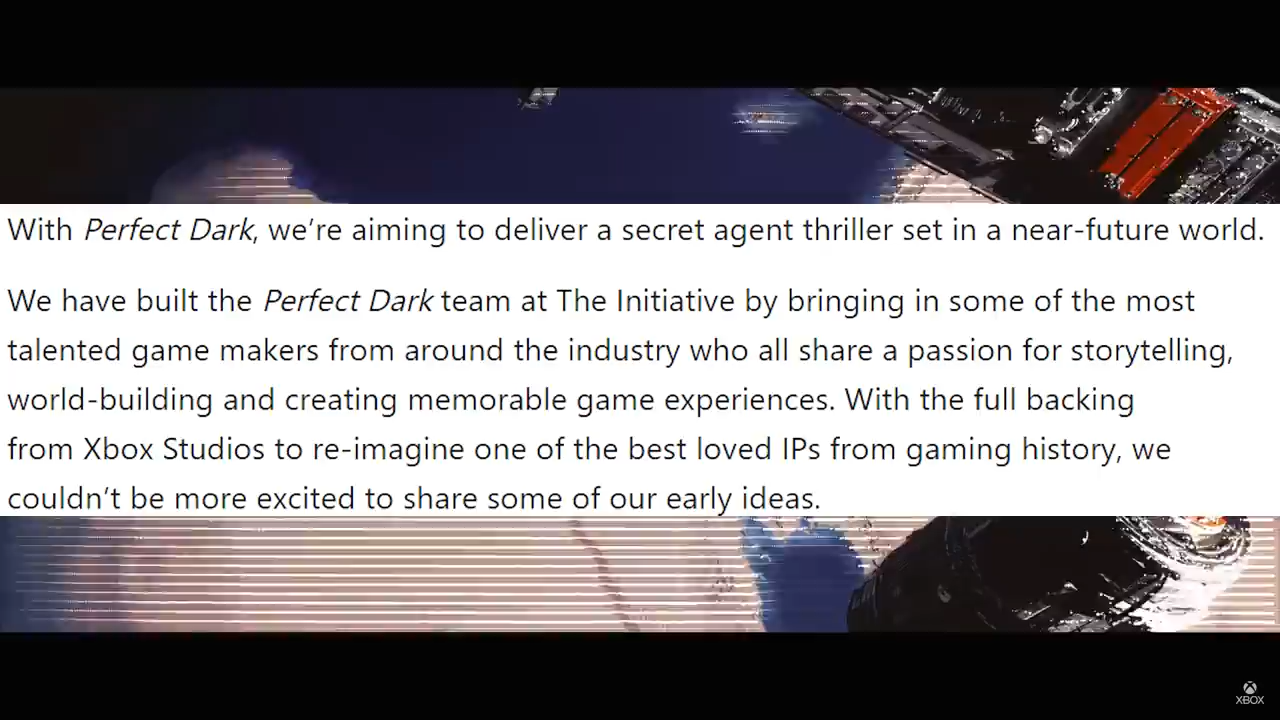 With Perfect Dark, we’re aiming to deliver a secret agent thriller set in a near-future world.
We have built the Perfect Dark team at The Initiative by bringing in some of the most
talented game makers from around the industry who all share a passion for storytelling,
world-building and creating memorable game experiences. With the full backing
from Xbox Studios to re-imagine one of the best loved IPs from gaming history, we
couldn’t be more excited to share some of our early ideas.
XBOX